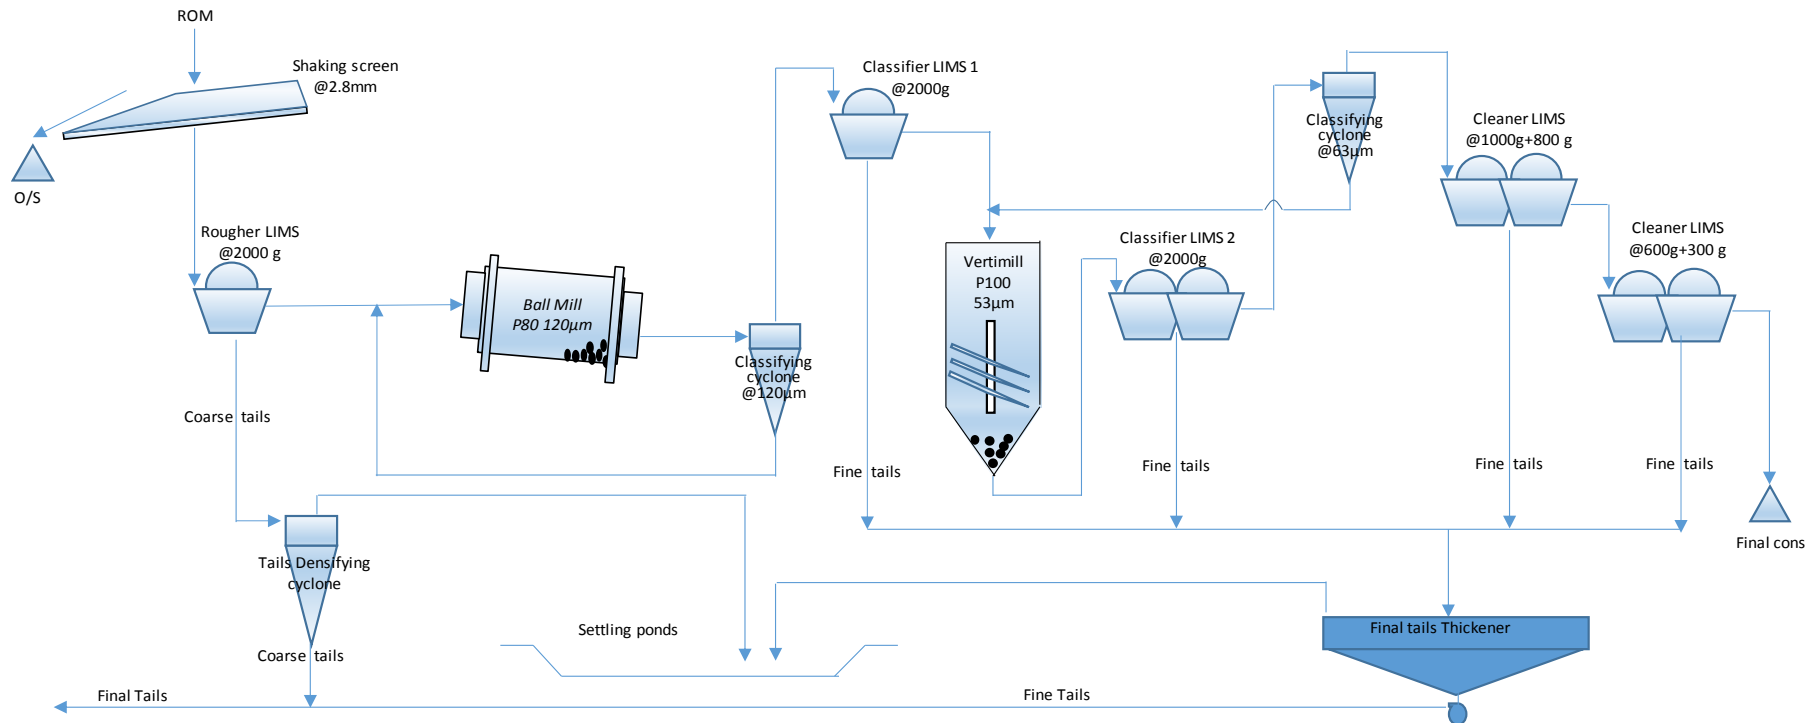 ROM
Shaking screen
@2.8mm
O/S
Rougher LIMS
@2000 g
Ball Mill
P80 120µm
Classifying
cyclone
@120µm
Classifier LIMS 1
@2000g
Vertimill
P100
53µm
Classifier LIMS 2
@2000g
Classifying
cyclone
@63µm
Cleaner LIMS
@1000g+800 g
Cleaner LIMS
@600g+300 g
Coarse tails
Fine tails
Fine tails
Fine tails
Fine tails
Final cons
Tails Densifying
cyclone
Coarse tails
Settling ponds
Final tails Thickener
Final Tails
Fine Tails